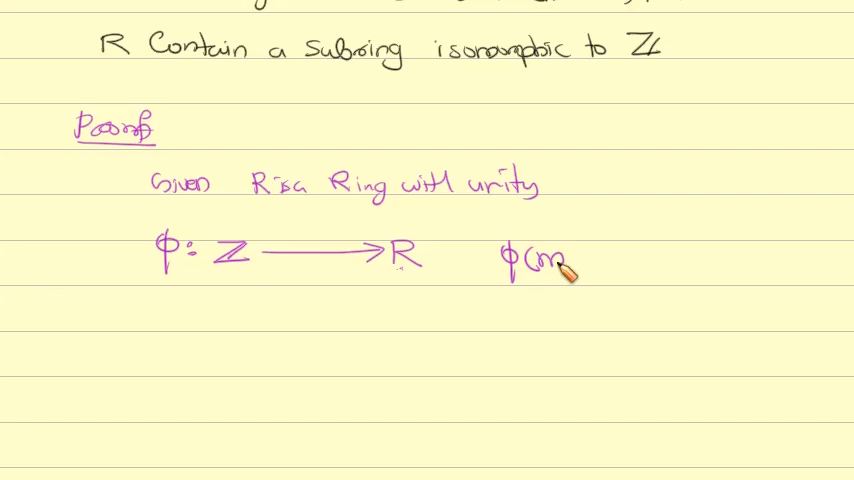 R Contain a subring isomorphic to ℤ
Proof
Given R is a Ring with unity
φ: ℤ ⟶ R φ(m